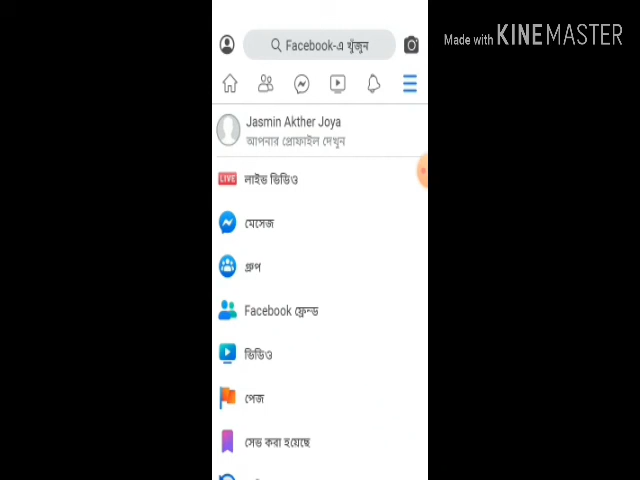 Made with KINEMASTER
Facebook-এ খুঁজুন
Jasmin Akther Joya
আপনার প্রোফাইল দেখুন
LIVE লাইভ ভিডিও
মেসেজ
গ্রুপ
Facebook ফ্রেন্ড
ভিডিও
পেজ
সেভ করা হয়েছে